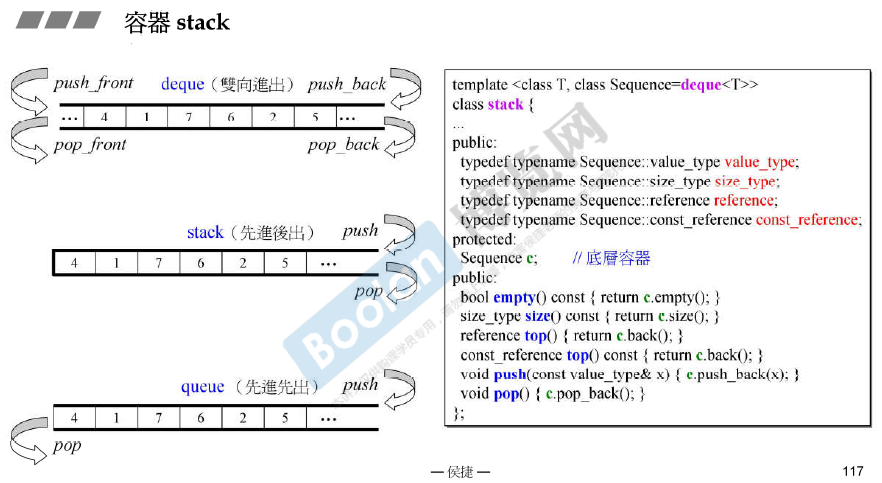 容器 stack
push_front deque（雙向進出） push_back
… 4 1 7 6 2 5 …
pop_front pop_back
stack（先進後出） push
4 1 7 6 2 5 …
pop
queue （先進先出） push
4 1 7 6 2 5 …
pop
template <class T, class Sequence=deque<T>>
class stack {
...
public:
typedef typename Sequence::value_type value_type;
typedef typename Sequence::size_type size_type;
typedef typename Sequence::reference reference;
typedef typename Sequence::const_reference const_reference;
protected:
Sequence c; // 底層容器
public:
bool empty() const { return c.empty(); }
size_type size() const { return c.size(); }
reference top() { return c.back(); }
const_reference top() const { return c.back(); }
void push(const value_type& x) { c.push_back(x); }
void pop() { c.pop_back(); }
};
Boolan 博览网
— 侯捷 —
117